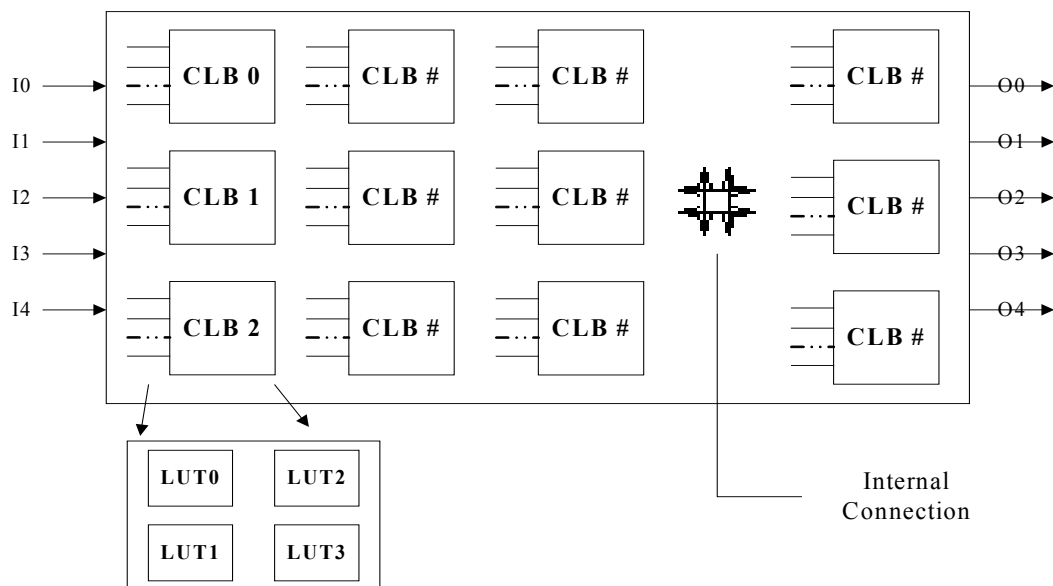 CLB 0
CLB #
CLB #
CLB #
I0
O0
I1
O1
CLB 1
CLB #
CLB #
CLB #
I2
O2
I3
O3
I4
O4
CLB 2
CLB #
CLB #
CLB #
LUT0
LUT2
LUT1
LUT3
Internal
Connection